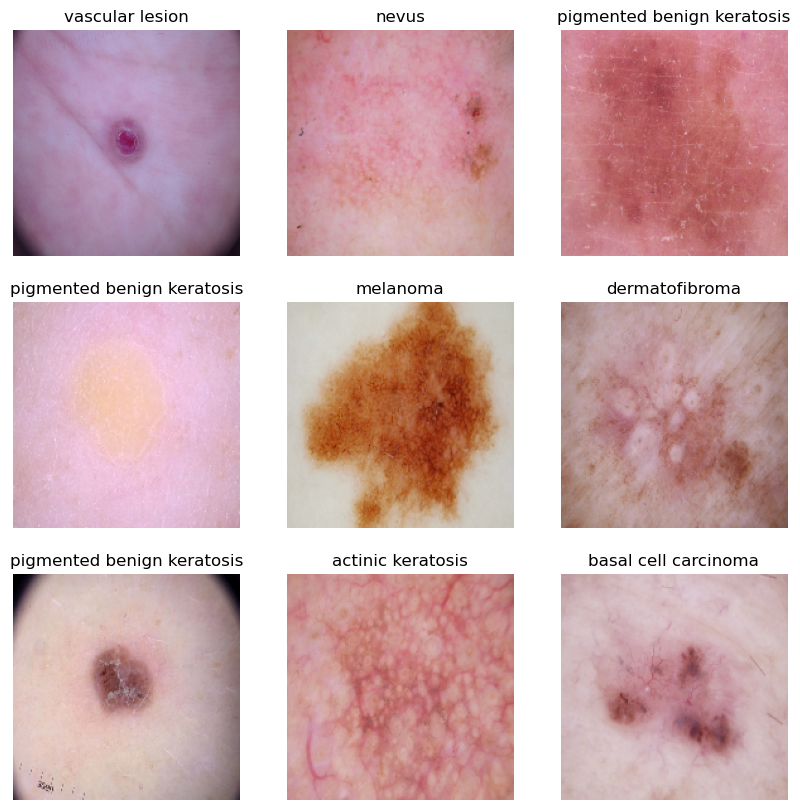 vascular lesion
nevus
pigmented benign keratosis
pigmented benign keratosis
melanoma
dermatofibroma
pigmented benign keratosis
actinic keratosis
basal cell carcinoma